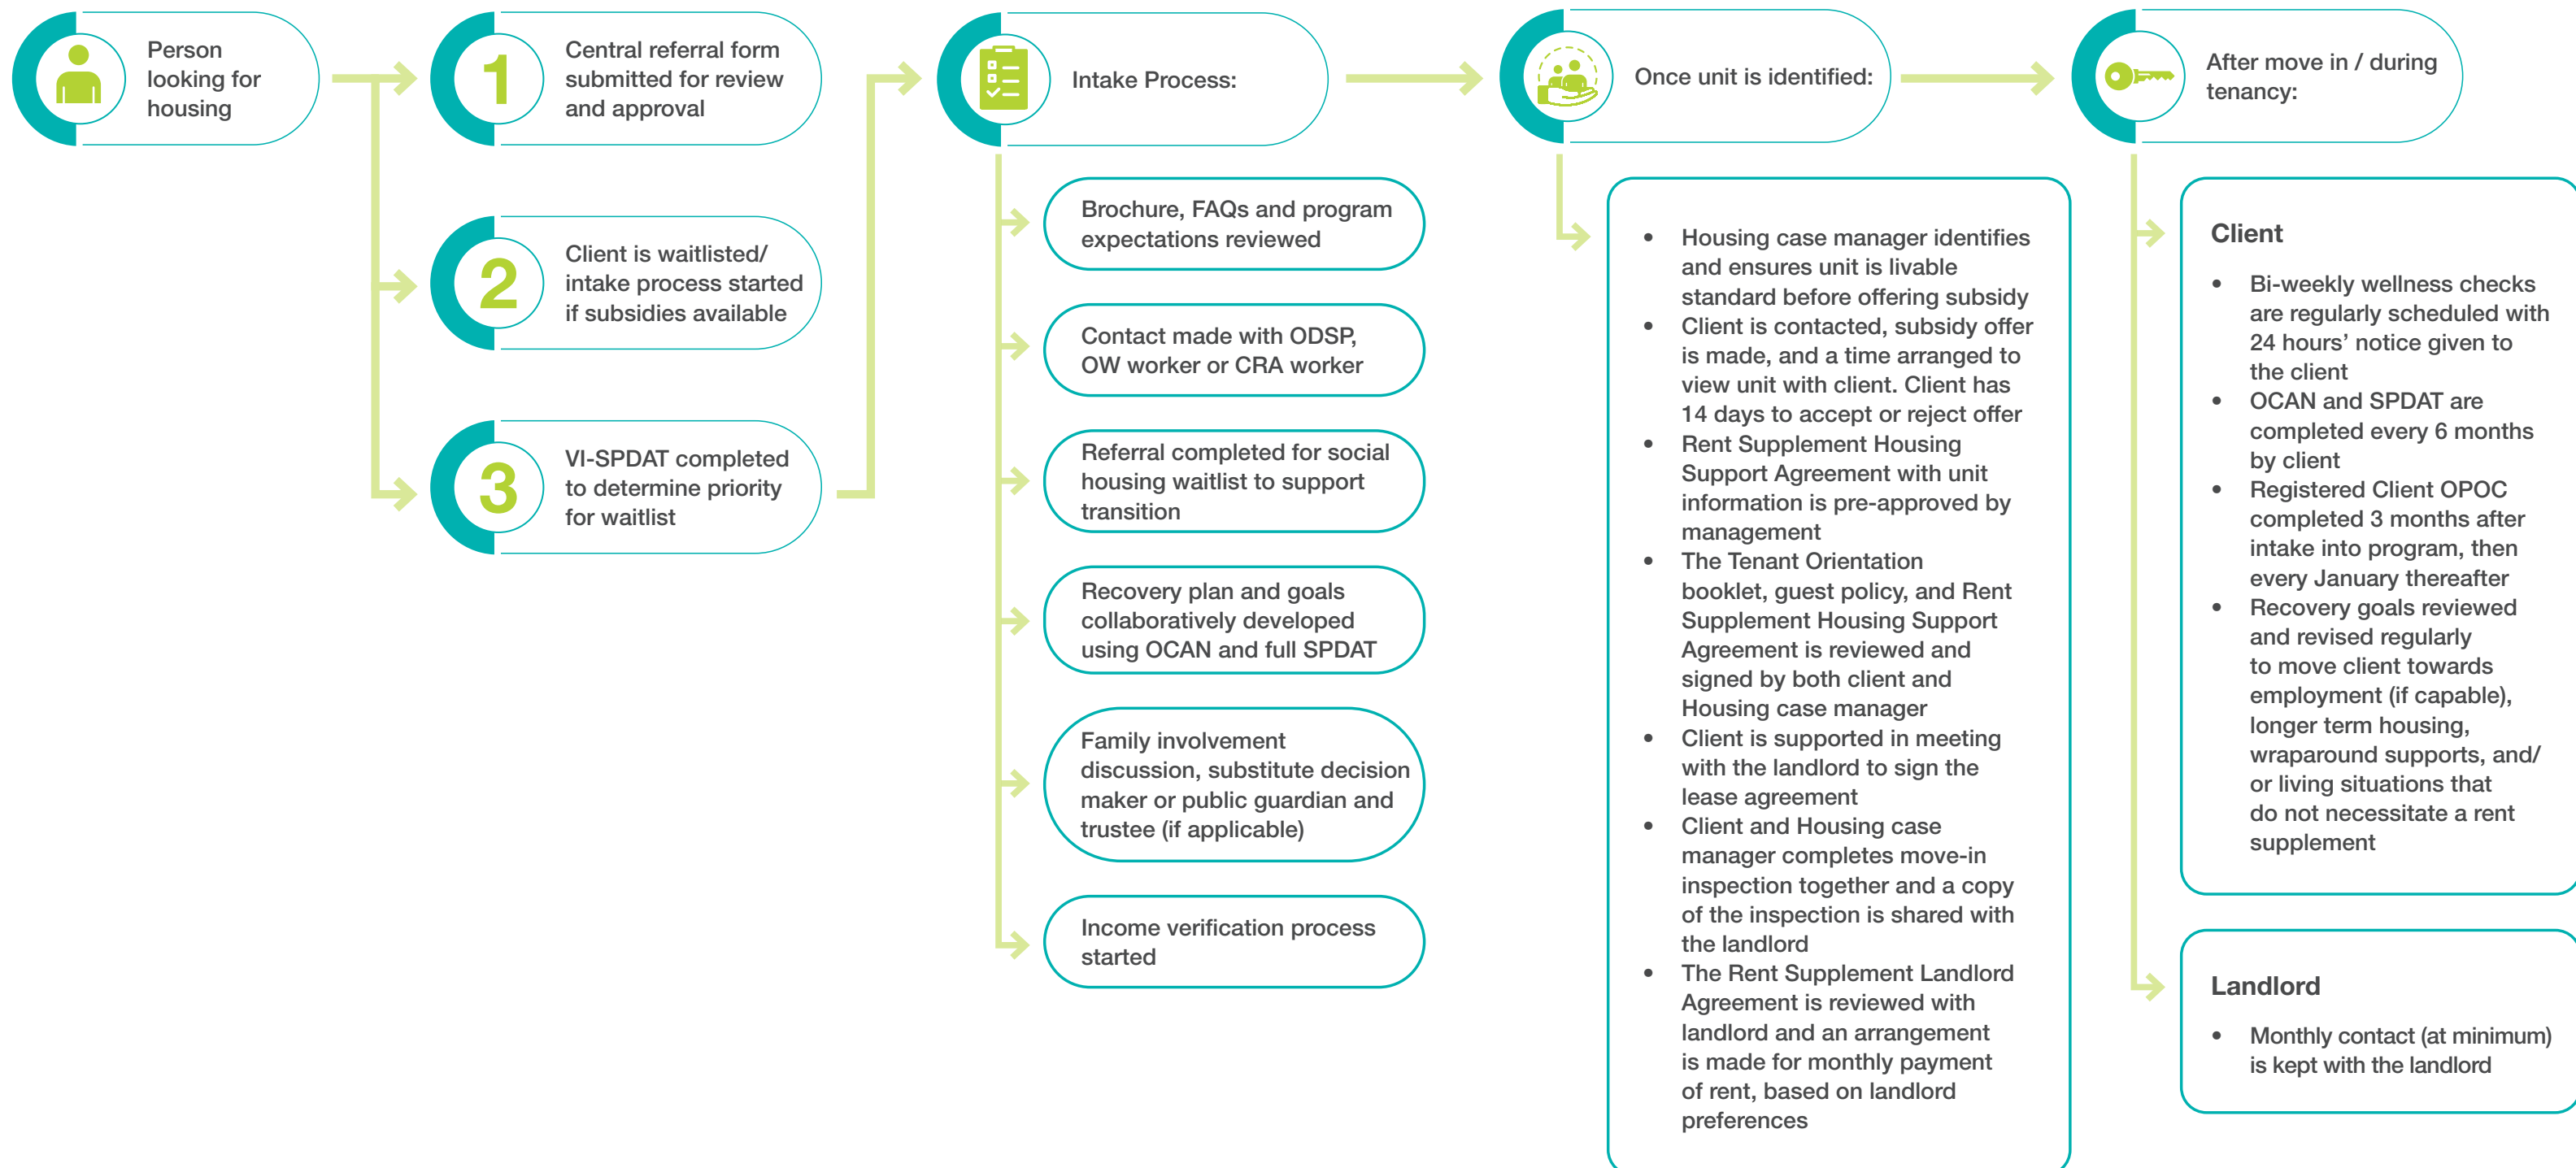 Person
looking for
housing
1
Central referral form
submitted for review
and approval
2
Client is waitlisted/
intake process started
if subsidies available
3
VI-SPDAT completed
to determine priority
for waitlist
Intake Process:
Brochure, FAQs and program
expectations reviewed
Contact made with ODSP,
OW worker or CRA worker
Referral completed for social
housing waitlist to support
transition
Recovery plan and goals
collaboratively developed
using OCAN and full SPDAT
Family involvement
discussion, substitute decision
maker or public guardian and
trustee (if applicable)
Income verification process
started
Once unit is identified:
• Housing case manager identifies
and ensures unit is livable
standard before offering subsidy
• Client is contacted, subsidy offer
is made, and a time arranged to
view unit with client. Client has
14 days to accept or reject offer
• Rent Supplement Housing
Support Agreement with unit
information is pre-approved by
management
• The Tenant Orientation
booklet, guest policy, and Rent
Supplement Housing Support
Agreement is reviewed and
signed by both client and
Housing case manager
• Client is supported in meeting
with the landlord to sign the
lease agreement
• Client and Housing case
manager completes move-in
inspection together and a copy
of the inspection is shared with
the landlord
• The Rent Supplement Landlord
Agreement is reviewed with
landlord and an arrangement
is made for monthly payment
of rent, based on landlord
preferences
After move in / during
tenancy:
Client
• Bi-weekly wellness checks
are regularly scheduled with
24 hours’ notice given to
the client
• OCAN and SPDAT are
completed every 6 months
by client
• Registered Client OPOC
completed 3 months after
intake into program, then
every January thereafter
• Recovery goals reviewed
and revised regularly
to move client towards
employment (if capable),
longer term housing,
wraparound supports, and/
or living situations that
do not necessitate a rent
supplement
Landlord
• Monthly contact (at minimum)
is kept with the landlord